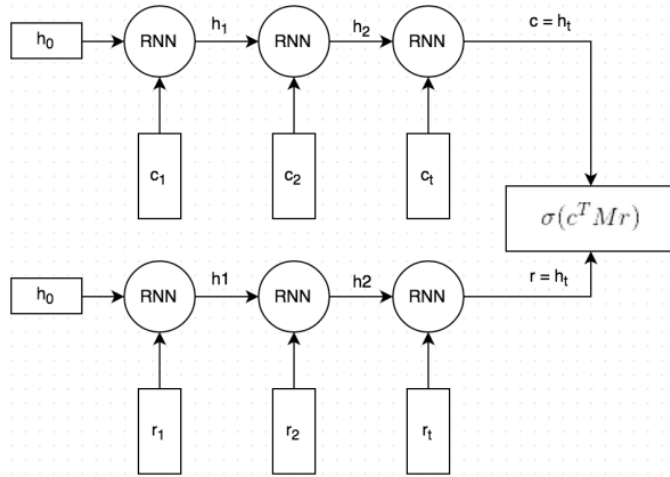 h₁ h₂ c = hₜ
h₀ RNN RNN RNN
c₁ c₂ cₜ
σ(cᵀMr)
h1 h2 r = hₜ
h₀ RNN RNN RNN
r₁ r₂ rₜ